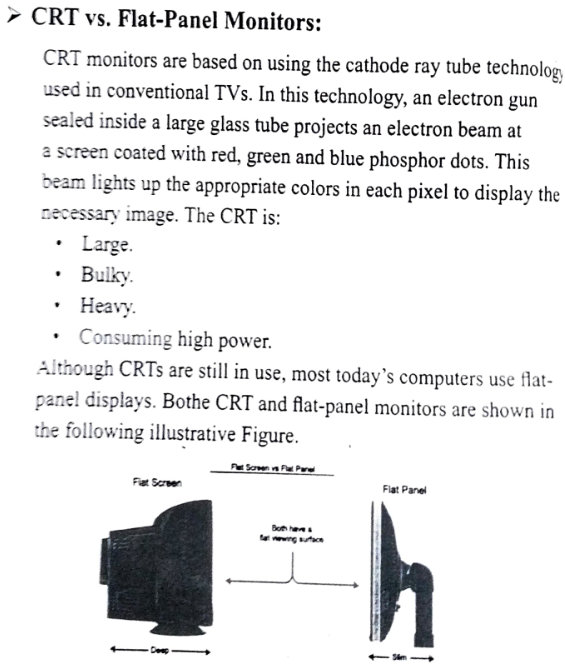 ➢ CRT vs. Flat-Panel Monitors:
CRT monitors are based on using the cathode ray tube technology
used in conventional TVs. In this technology, an electron gun
sealed inside a large glass tube projects an electron beam at
a screen coated with red, green and blue phosphor dots. This
beam lights up the appropriate colors in each pixel to display the
necessary image. The CRT is:
• Large.
• Bulky.
• Heavy.
• Consuming high power.
Although CRTs are still in use, most today's computers use flat-
panel displays. Bothe CRT and flat-panel monitors are shown in
the following illustrative Figure.
Flat Screen vs Flat Panel
Flat Screen
Flat Panel
Both have a
flat viewing surface
Deep
Slim